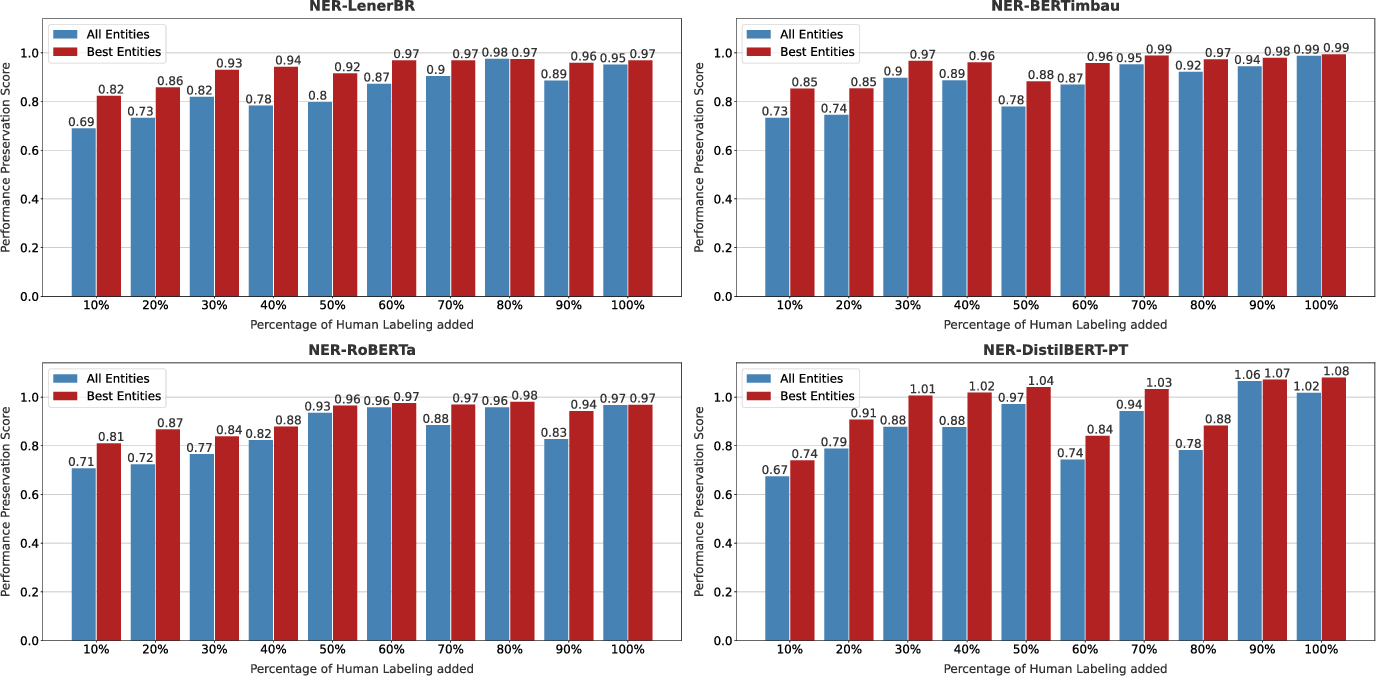 NER-LenerBR
All Entities
Best Entities
Performance Preservation Score
1.0
0.8
0.6
0.4
0.2
0.0
0.69 0.82 0.73 0.86 0.82 0.93 0.78 0.94 0.8 0.92 0.87 0.97 0.9 0.97 0.98 0.97 0.89 0.96 0.95 0.97
10% 20% 30% 40% 50% 60% 70% 80% 90% 100%
Percentage of Human Labeling added
NER-BERTimbau
All Entities
Best Entities
Performance Preservation Score
1.0
0.8
0.6
0.4
0.2
0.0
0.73 0.85 0.74 0.85 0.9 0.97 0.89 0.96 0.78 0.88 0.87 0.96 0.95 0.99 0.92 0.97 0.94 0.98 0.99 0.99
10% 20% 30% 40% 50% 60% 70% 80% 90% 100%
Percentage of Human Labeling added
NER-RoBERTa
All Entities
Best Entities
Performance Preservation Score
1.0
0.8
0.6
0.4
0.2
0.0
0.71 0.81 0.72 0.87 0.77 0.84 0.82 0.88 0.93 0.96 0.96 0.97 0.88 0.97 0.96 0.98 0.83 0.94 0.97 0.97
10% 20% 30% 40% 50% 60% 70% 80% 90% 100%
Percentage of Human Labeling added
NER-DistilBERT-PT
All Entities
Best Entities
Performance Preservation Score
1.0
0.8
0.6
0.4
0.2
0.0
0.67 0.74 0.79 0.91 0.88 1.01 0.88 1.02 0.97 1.04 0.74 0.84 0.94 1.03 0.78 0.88 1.06 1.07 1.02 1.08
10% 20% 30% 40% 50% 60% 70% 80% 90% 100%
Percentage of Human Labeling added